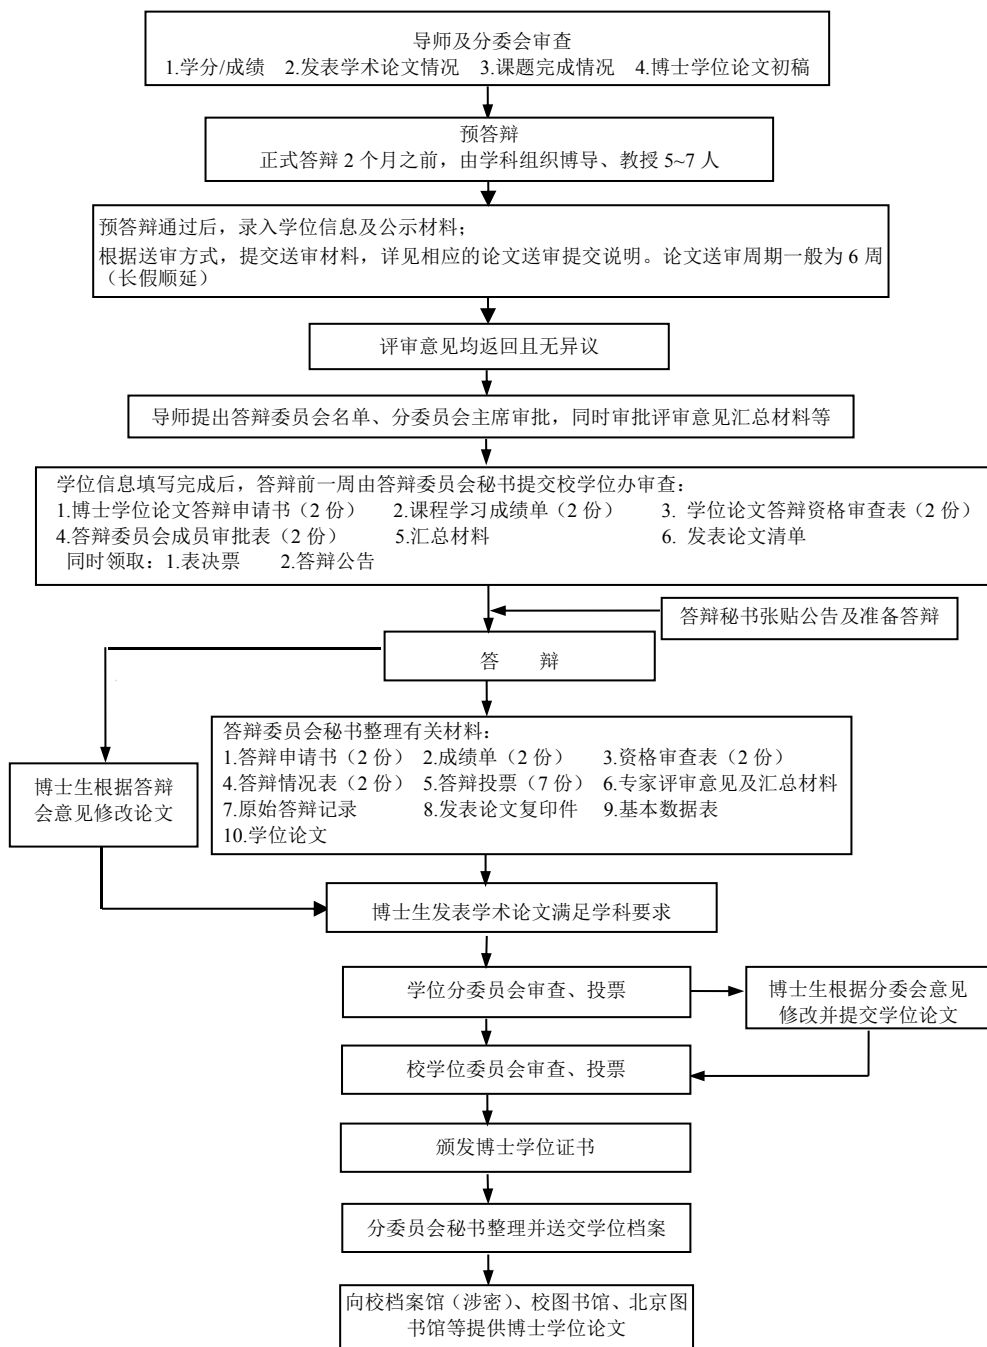 导师及分委会审查
1.学分/成绩 2.发表学术论文情况 3.课题完成情况 4.博士学位论文初稿
预答辩
正式答辩 2 个月之前，由学科组织博导、教授 5~7 人
预答辩通过后，录入学位信息及公示材料；
根据送审方式，提交送审材料，详见相应的论文送审提交说明。论文送审周期一般为 6 周
（长假顺延）
评审意见均返回且无异议
导师提出答辩委员会名单、分委员会主席审批，同时审批评审意见汇总材料等
学位信息填写完成后，答辩前一周由答辩委员会秘书提交校学位办审查：
1.博士学位论文答辩申请书（2 份） 2.课程学习成绩单（2 份） 3. 学位论文答辩资格审查表（2 份）
4.答辩委员会成员审批表（2 份） 5.汇总材料 6. 发表论文清单
同时领取：1.表决票 2.答辩公告
答辩秘书张贴公告及准备答辩
答 辩
答辩委员会秘书整理有关材料：
1.答辩申请书（2 份） 2.成绩单（2 份） 3.资格审查表（2 份）
4.答辩情况表（2 份） 5.答辩投票（7 份） 6.专家评审意见及汇总材料
7.原始答辩记录 8.发表论文复印件 9.基本数据表
10.学位论文
博士生根据答辩
会意见修改论文
博士生发表学术论文满足学科要求
学位分委员会审查、投票
博士生根据分委会意见
修改并提交学位论文
校学位委员会审查、投票
颁发博士学位证书
分委员会秘书整理并送交学位档案
向校档案馆（涉密）、校图书馆、北京图
书馆等提供博士学位论文